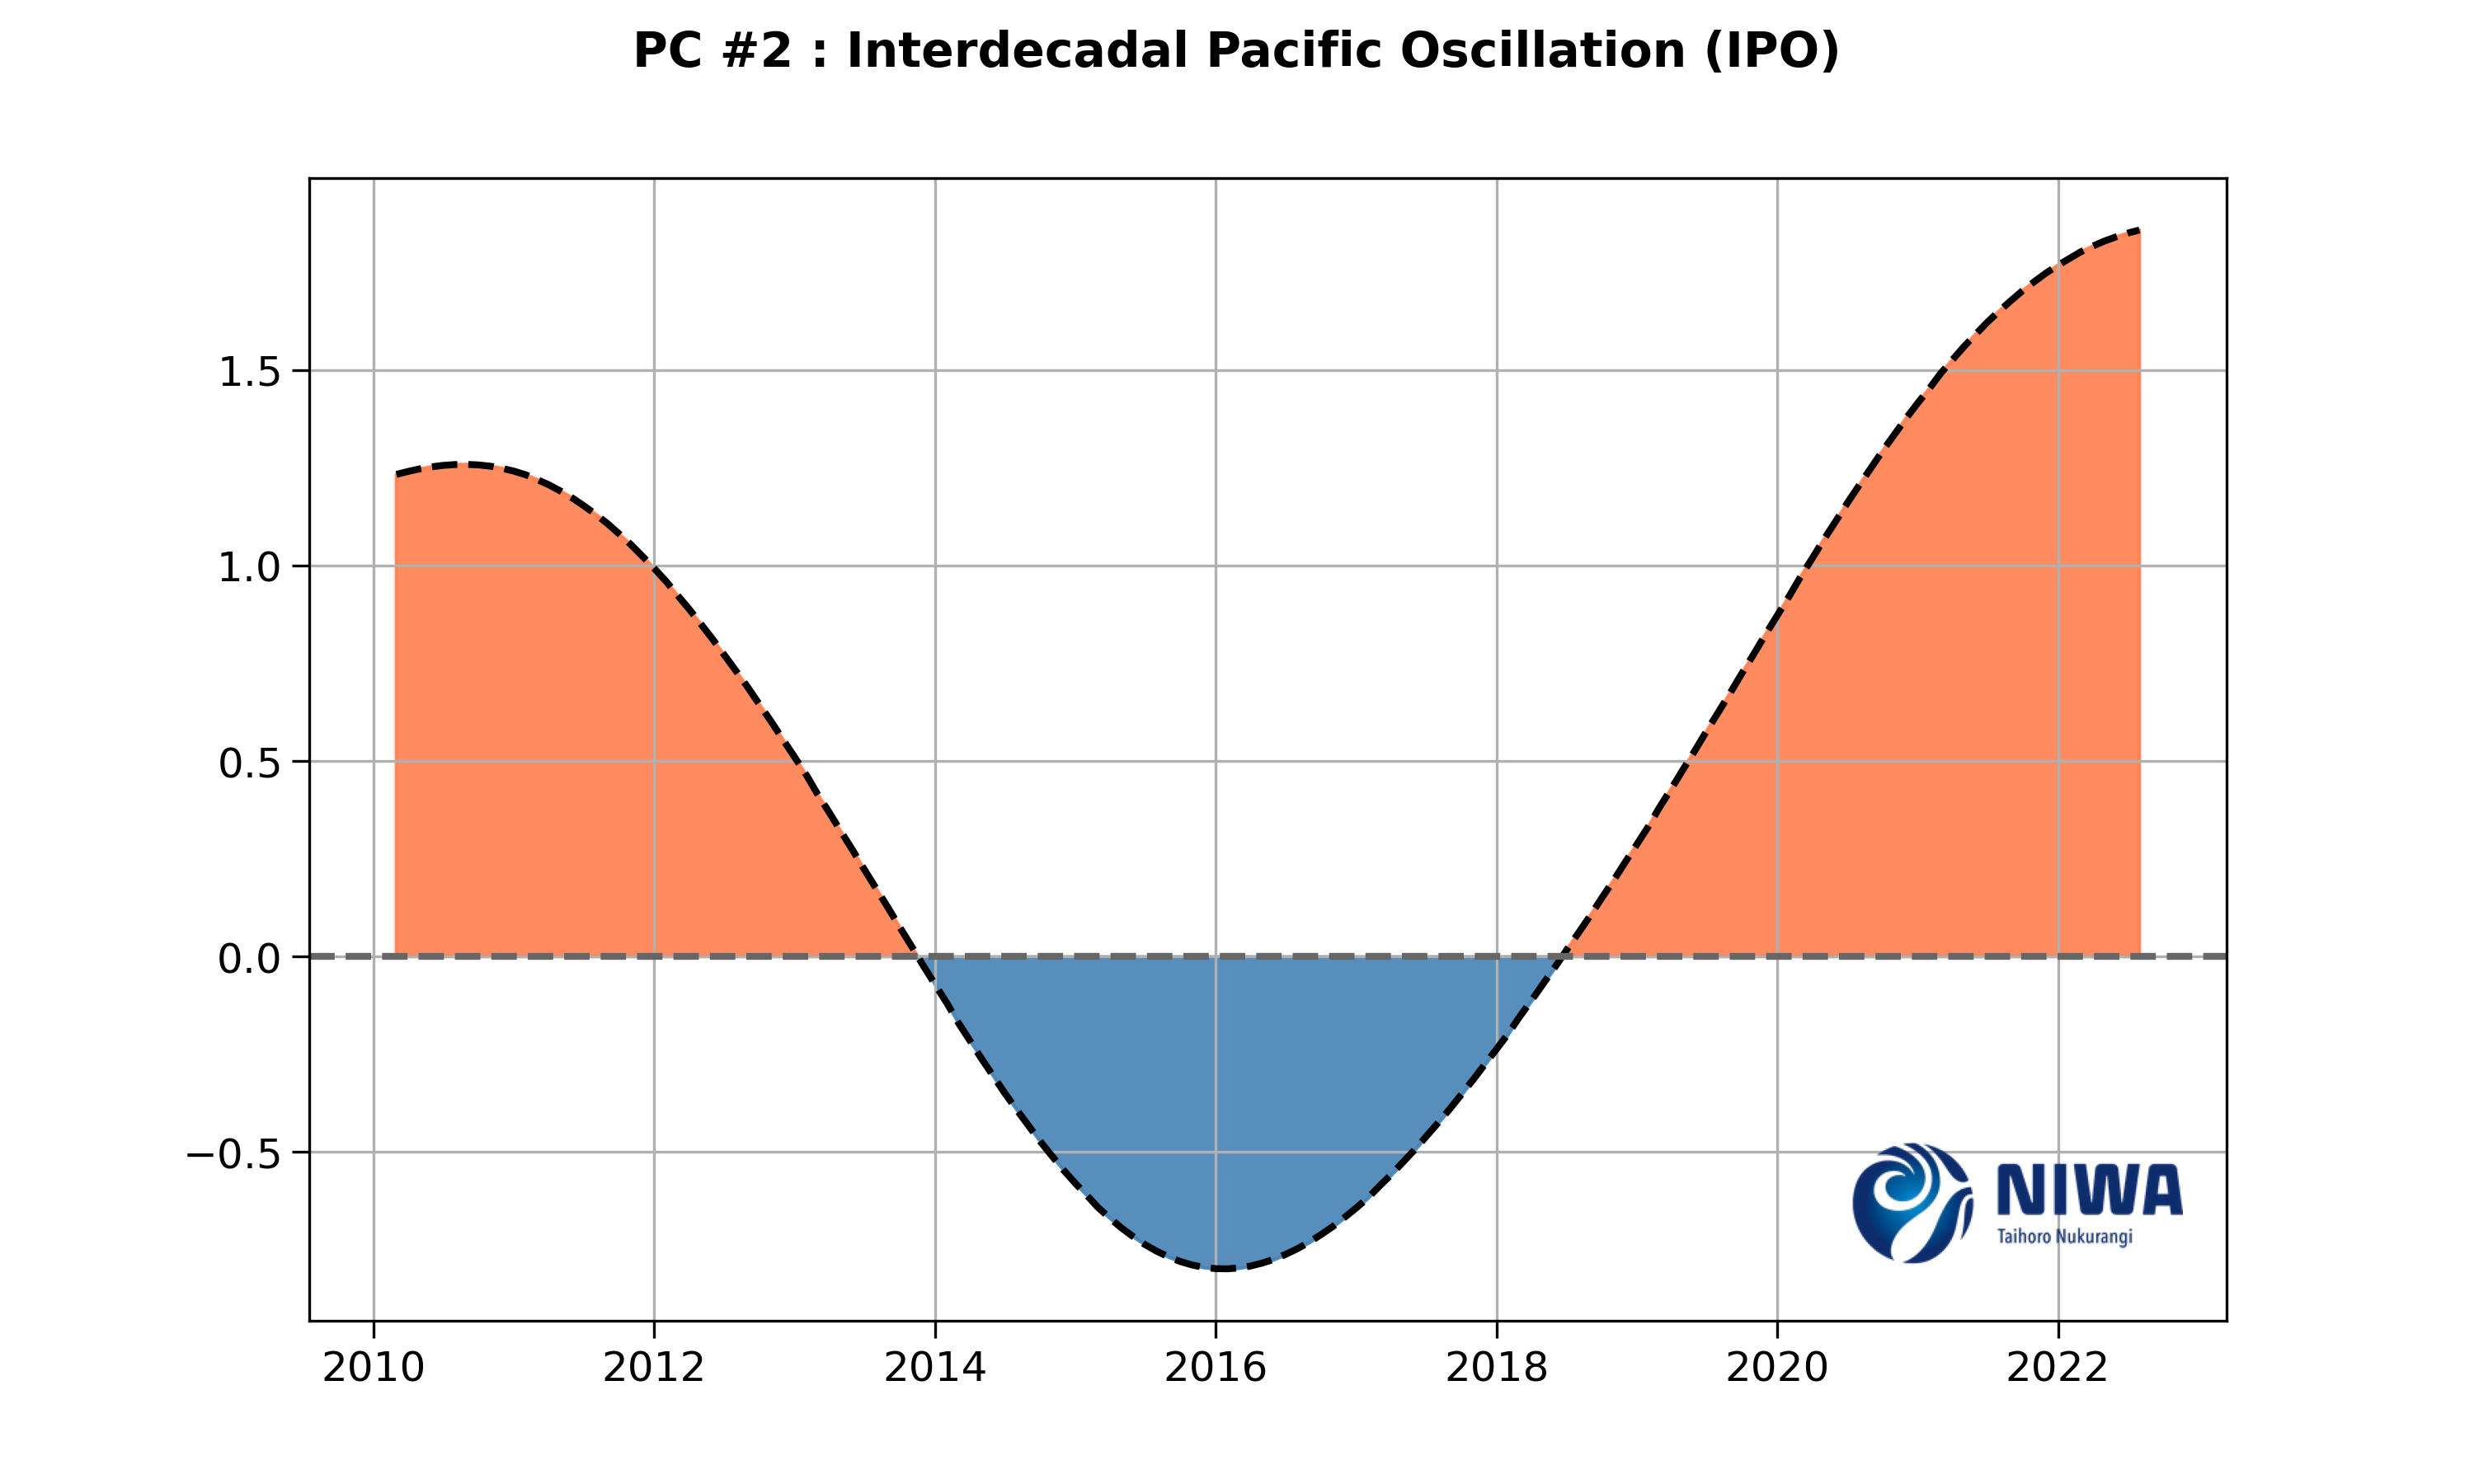 PC #2 : Interdecadal Pacific Oscillation (IPO)
1.5
1.0
0.5
0.0
−0.5
2010 2012 2014 2016 2018 2020 2022
NIWA
Taihoro Nukurangi